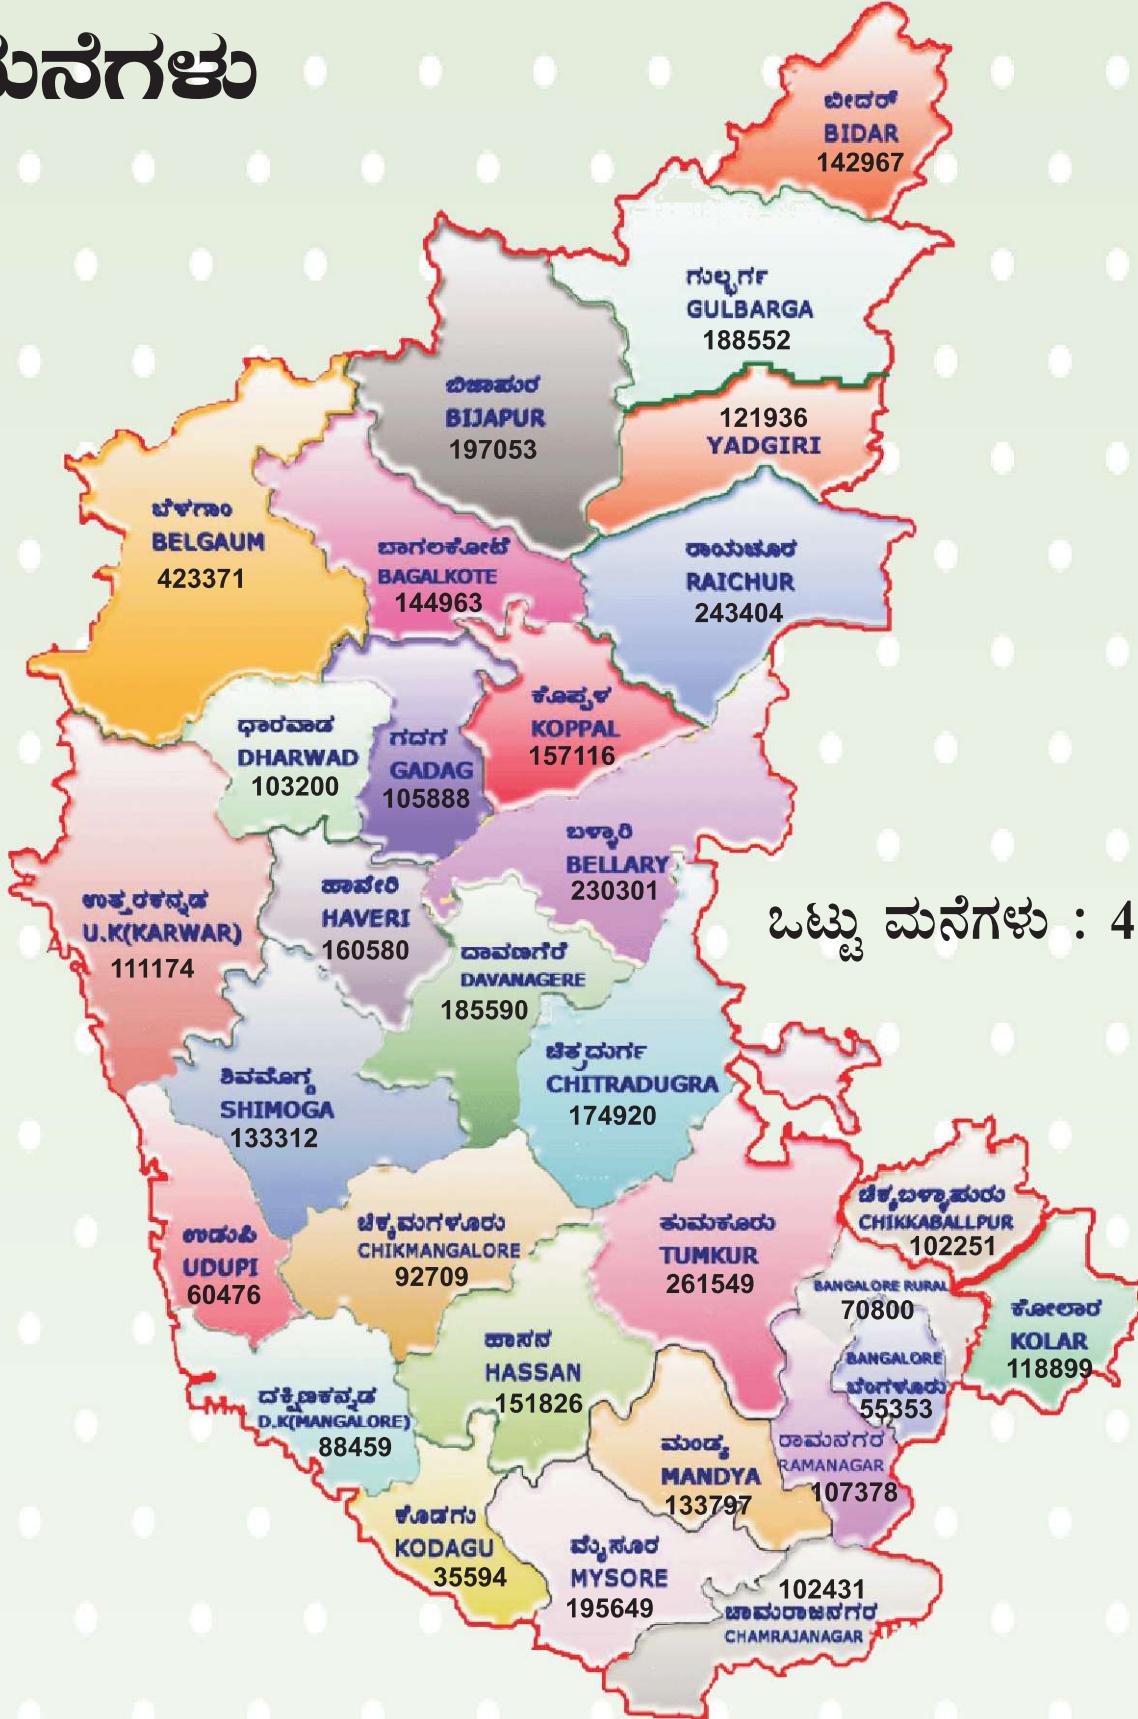 ಮನೆಗಳು
ಬೀದರ್
BIDAR
142967
ಗುಲ್ಬರ್ಗ
GULBARGA
188552
ಬಿಜಾಪುರ
BIJAPUR
197053
121936
YADGIRI
ಬೆಳಗಾಂ
BELGAUM
423371
ಬಾಗಲಕೋಟೆ
BAGALKOTE
144963
ರಾಯಚೂರ
RAICHUR
243404
ಧಾರವಾಡ
DHARWAD
103200
ಗದಗ
GADAG
105888
ಕೊಪ್ಪಳ
KOPPAL
157116
ಬಳ್ಳಾರಿ
BELLARY
230301
ಉತ್ತರಕನ್ನಡ
U.K(KARWAR)
111174
ಹಾವೇರಿ
HAVERI
160580
ದಾವಣಗೆರೆ
DAVANAGERE
185590
ಒಟ್ಟು ಮನೆಗಳು : 4
ಚಿತ್ರದುರ್ಗ
CHITRADUGRA
174920
ಶಿವಮೊಗ್ಗ
SHIMOGA
133312
ಉಡುಪಿ
UDUPI
60476
ಚಿಕ್ಕಮಗಳೂರು
CHIKMANGALORE
92709
ತುಮಕೂರು
TUMKUR
261549
ಚಿಕ್ಕಬಳ್ಳಾಪುರು
CHIKKABALLPUR
102251
BANGALORE RURAL
70800
ಕೋಲಾರ
KOLAR
118899
ಹಾಸನ
HASSAN
151826
BANGALORE
ಬೆಂಗಳೂರು
55353
ದಕ್ಷಿಣಕನ್ನಡ
D.K(MANGALORE)
88459
ಮಂಡ್ಯ
MANDYA
133797
ರಾಮನಗರ
RAMANAGAR
107378
ಕೊಡಗು
KODAGU
35594
ಮೈಸೂರ
MYSORE
195649
102431
ಚಾಮರಾಜನಗರ
CHAMRAJANAGAR